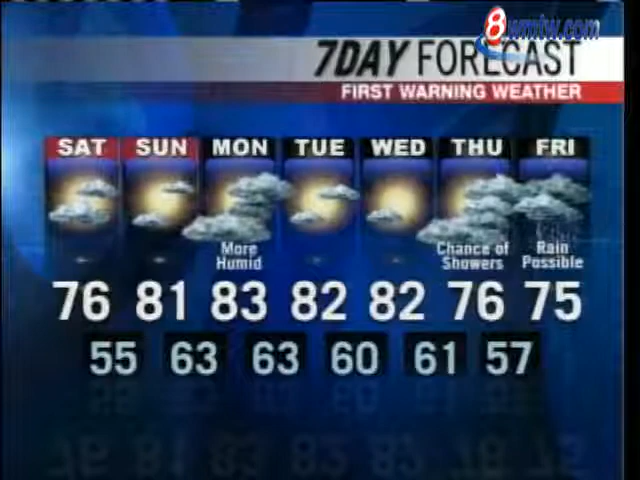 8 wmtw.com
7DAY FORECAST
FIRST WARNING WEATHER
SAT SUN MON TUE WED THU FRI
More Humid
Chance of Showers
Rain Possible
76 81 83 82 82 76 75
55 63 63 60 61 57